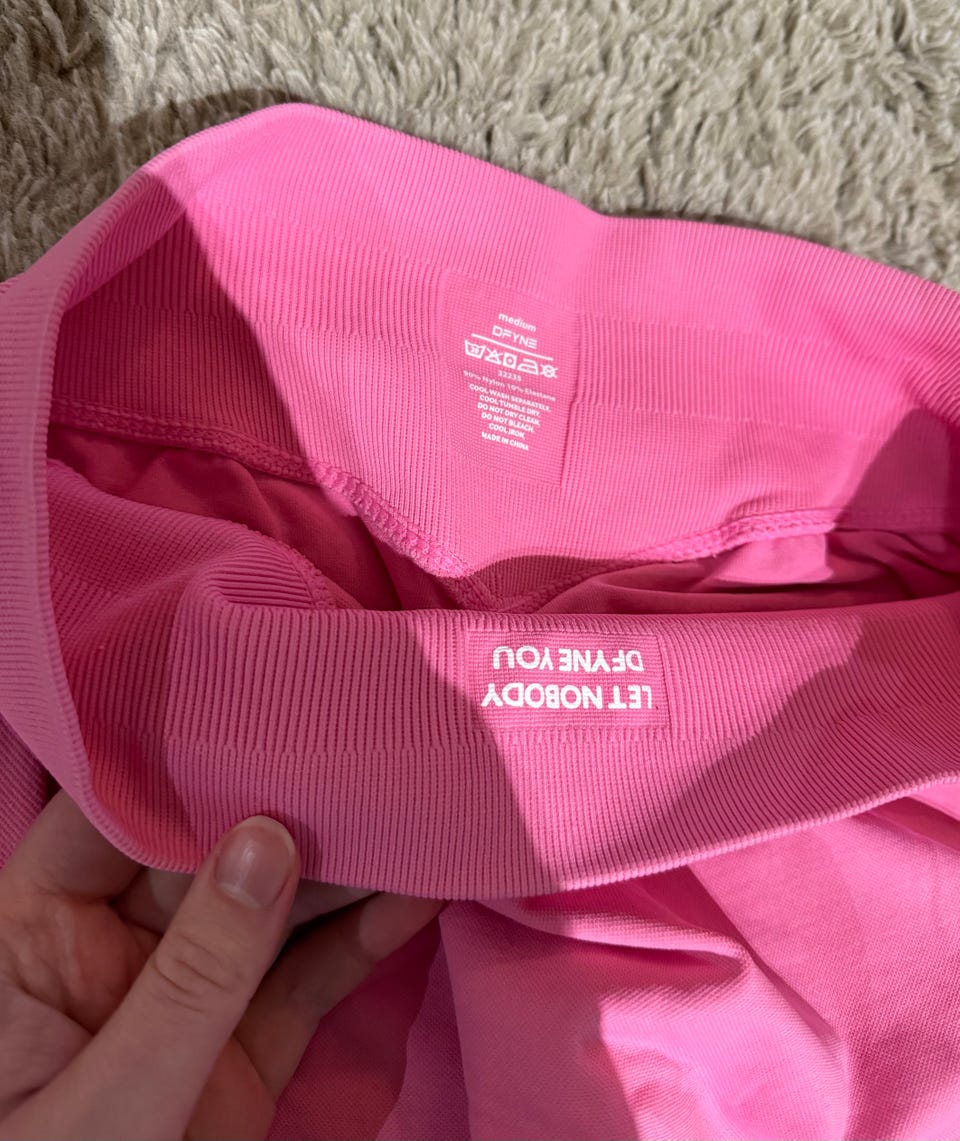 medium
DFYNE
32235
90% Nylon 10% Elastane
COOL WASH SEPARATELY,
COOL TUMBLE DRY,
DO NOT DRY CLEAN,
DO NOT BLEACH,
COOL IRON,
MADE IN CHINA
LET NOBODY
DFYNE YOU